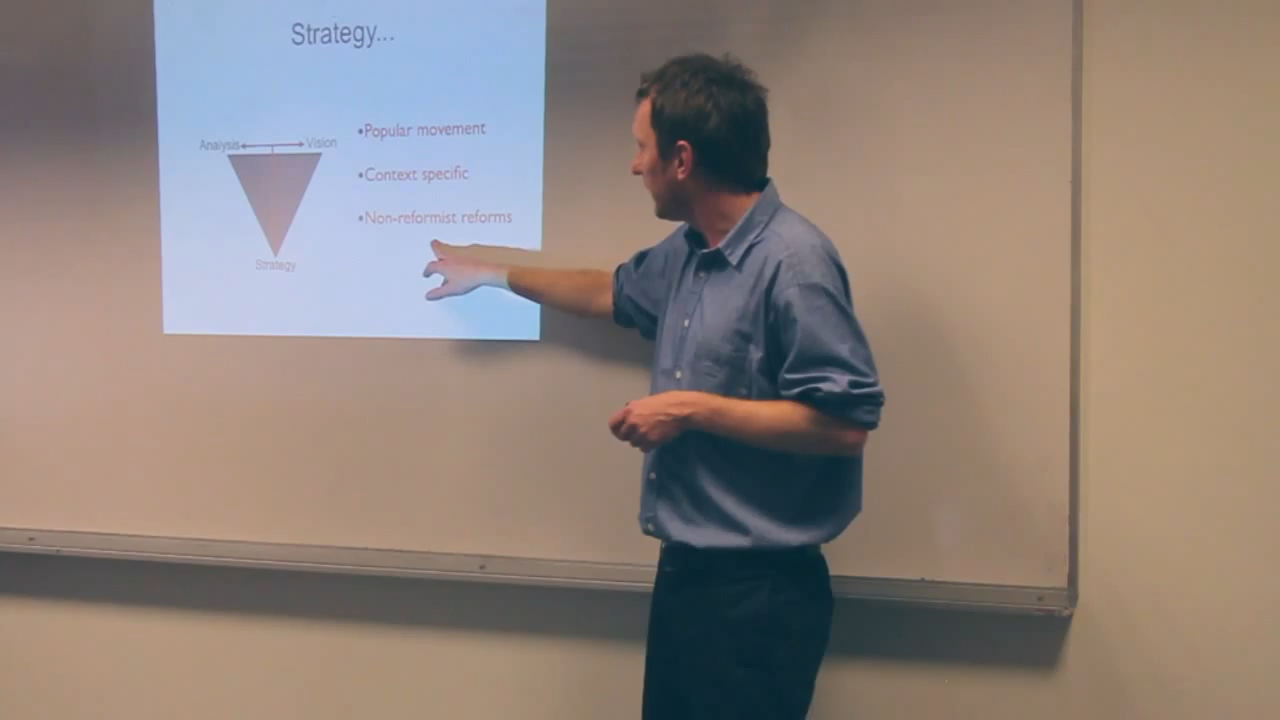 Strategy...
Analysis
Vision
Strategy
•Popular movement
•Context specific
•Non-reformist reforms